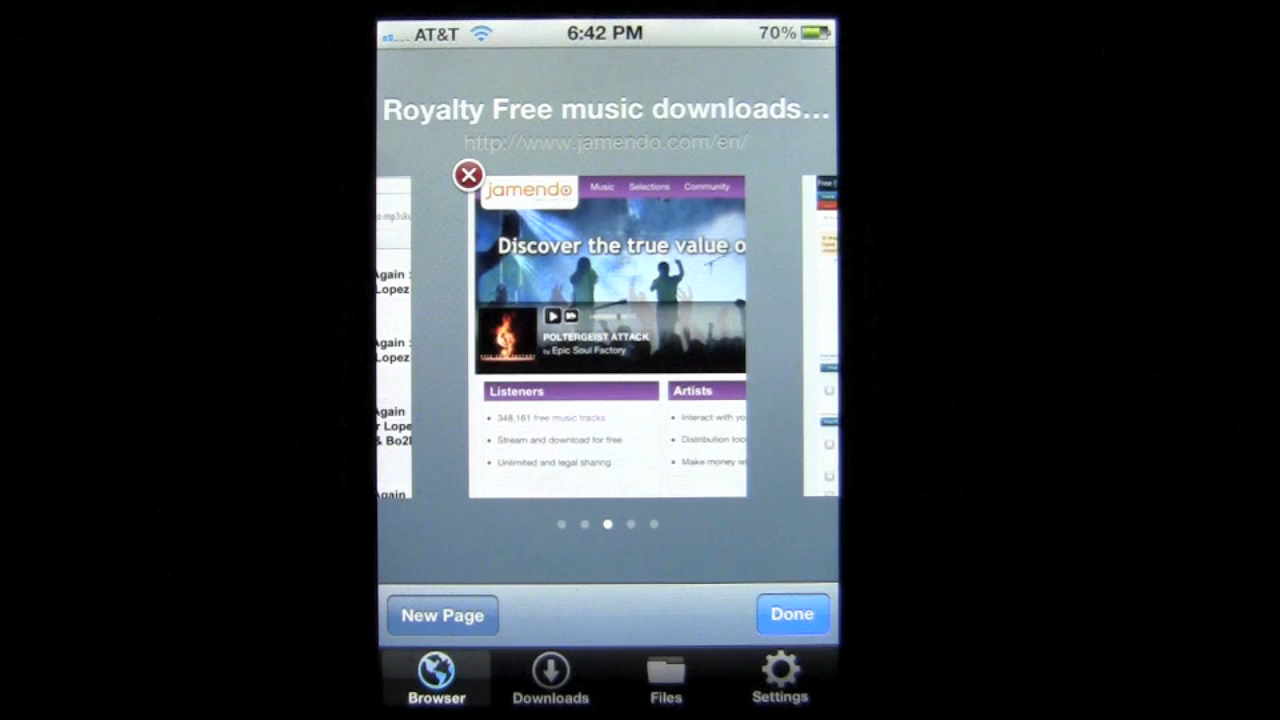 AT&T 6:42 PM 70%
Royalty Free music downloads...
http://www.jamendo.com/en/
jamendo Music Selections Community
Discover the true value o
POLTERGEIST ATTACK
by Epic Soul Factory
Listeners
348,161 free music tracks
Stream and download for free
Unlimited and legal sharing
Artists
Interact with yo
Distribution too
Make money w
Again :
Lopez
Again :
Lopez
Again
r Lope
& Bo2
Again
Free
New Page Done
Browser Downloads Files Settings